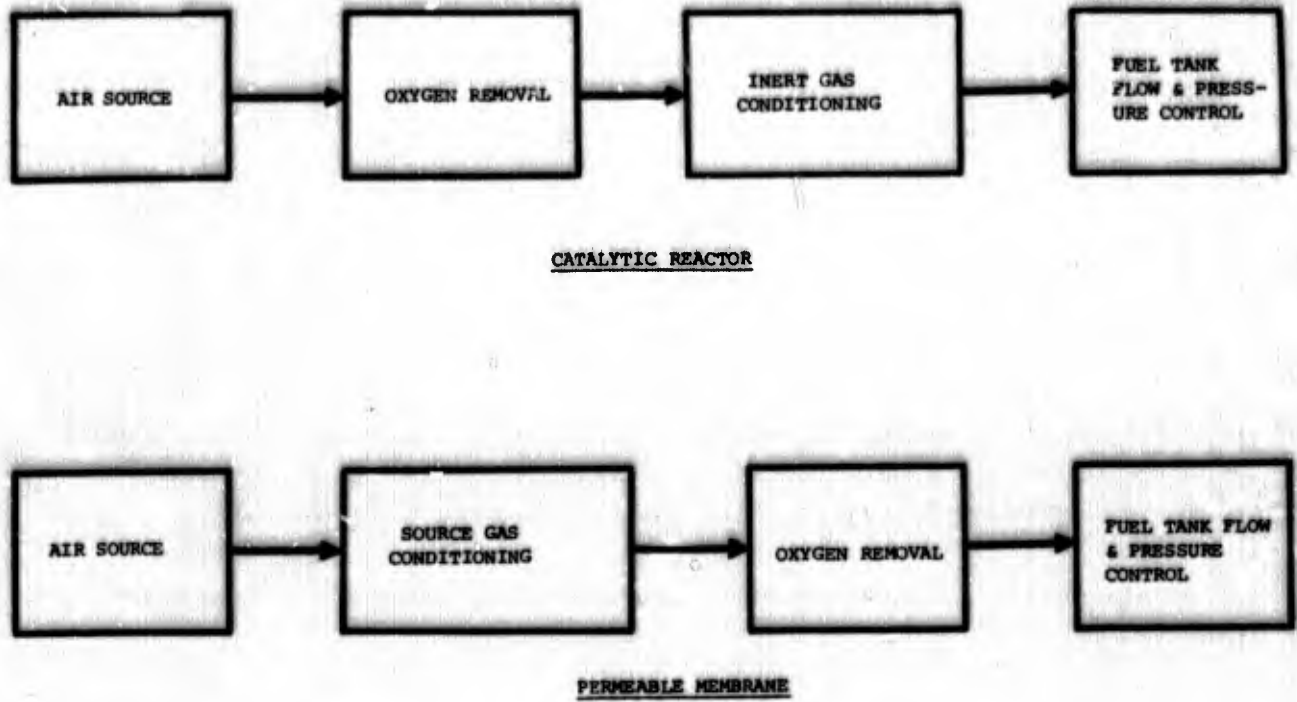 AIR SOURCE
OXYGEN REMOVAL
INERT GAS
CONDITIONING
FUEL TANK
FLOW & PRESS-
URE CONTROL
CATALYTIC REACTOR
AIR SOURCE
SOURCE GAS
CONDITIONING
OXYGEN REMOVAL
FUEL TANK FLOW
& PRESSURE
CONTROL
PERMEABLE MEMBRANE